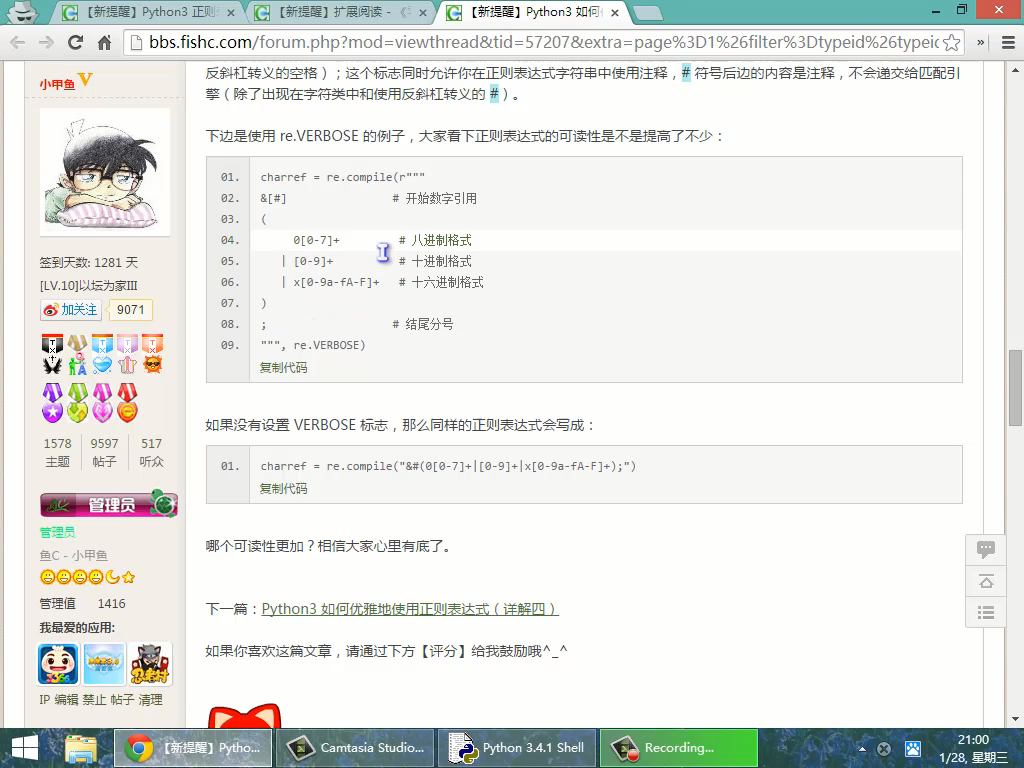 【新提醒】Python3 正则
【新提醒】扩展阅读 - 《
【新提醒】Python3 如何
bbs.fishc.com/forum.php?mod=viewthread&tid=57207&extra=page%3D1%26filter%3Dtypeid%26typeid
小甲鱼
签到天数: 1281 天
[LV.10]以坛为家III
加关注 9071
1578 9597 517
主题 帖子 听众
管理员
管理员
鱼C - 小甲鱼
管理值 1416
我最爱的应用:
IP 编辑 禁止 帖子 清理
反斜杠转义的空格）；这个标志同时允许你在正则表达式字符串中使用注释，# 符号后边的内容是注释，不会递交给匹配引
擎（除了出现在字符类中和使用反斜杠转义的 #）。
下边是使用 re.VERBOSE 的例子，大家看下正则表达式的可读性是不是提高了不少：
01. charref = re.compile(r"""
02. &[#] # 开始数字引用
03. (
04. 0[0-7]+ # 八进制格式
05. | [0-9]+ # 十进制格式
06. | x[0-9a-fA-F]+ # 十六进制格式
07. )
08. ; # 结尾分号
09. """, re.VERBOSE)
复制代码
如果没有设置 VERBOSE 标志，那么同样的正则表达式会写成：
01. charref = re.compile("&#(0[0-7]+|[0-9]+|x[0-9a-fA-F]+);")
复制代码
哪个可读性更加？相信大家心里有底了。
下一篇：Python3 如何优雅地使用正则表达式（详解四）
如果你喜欢这篇文章，请通过下方【评分】给我鼓励哦^_^
【新提醒】Pytho...
Camtasia Studio...
Python 3.4.1 Shell
Recording...
21:00
1/28, 星期三